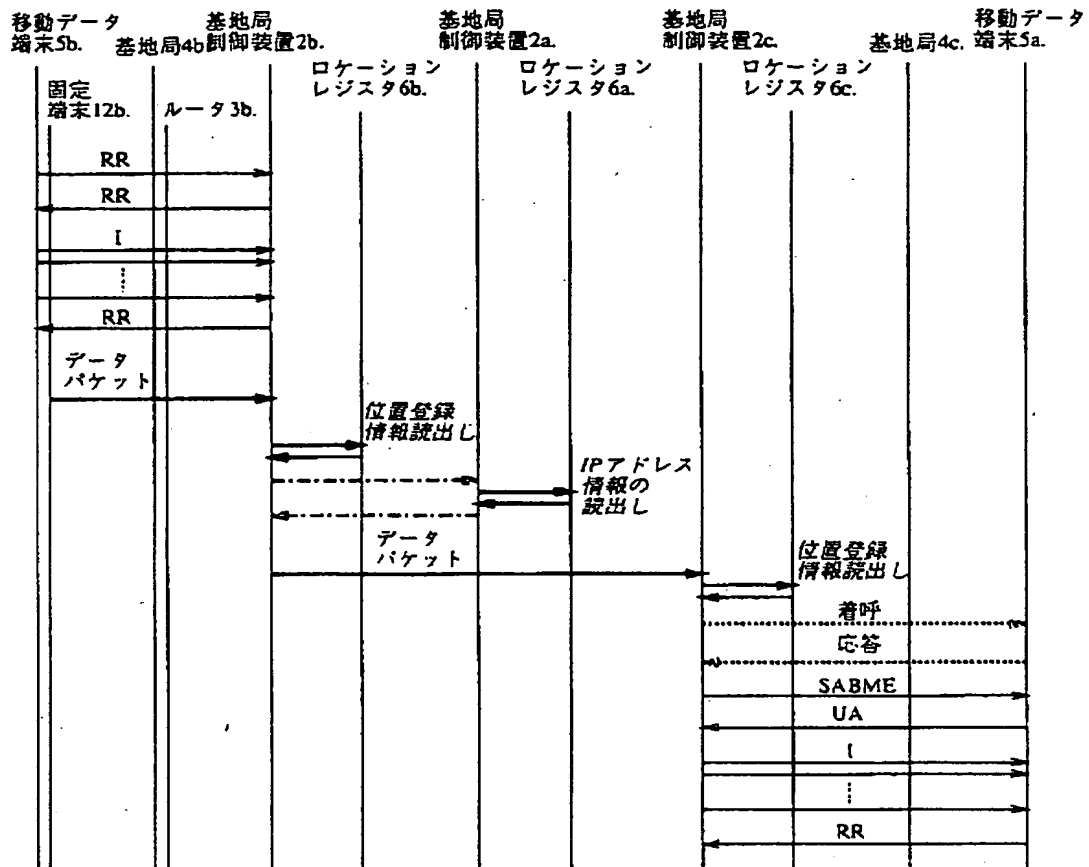 移動データ
端末5b.
基地局4b
基地局
制御装置2b.
基地局
制御装置2a.
基地局
制御装置2c.
基地局4c.
移動データ
端末5a.
固定
端末12b.
ルータ3b.
ロケーション
レジスタ6b.
ロケーション
レジスタ6a.
ロケーション
レジスタ6c.
RR
RR
I
RR
データ
パケット
位置登録
情報読出し
IPアドレス
情報の
読出し
データ
パケット
位置登録
情報読出し
着呼
応答
SABME
UA
I
RR